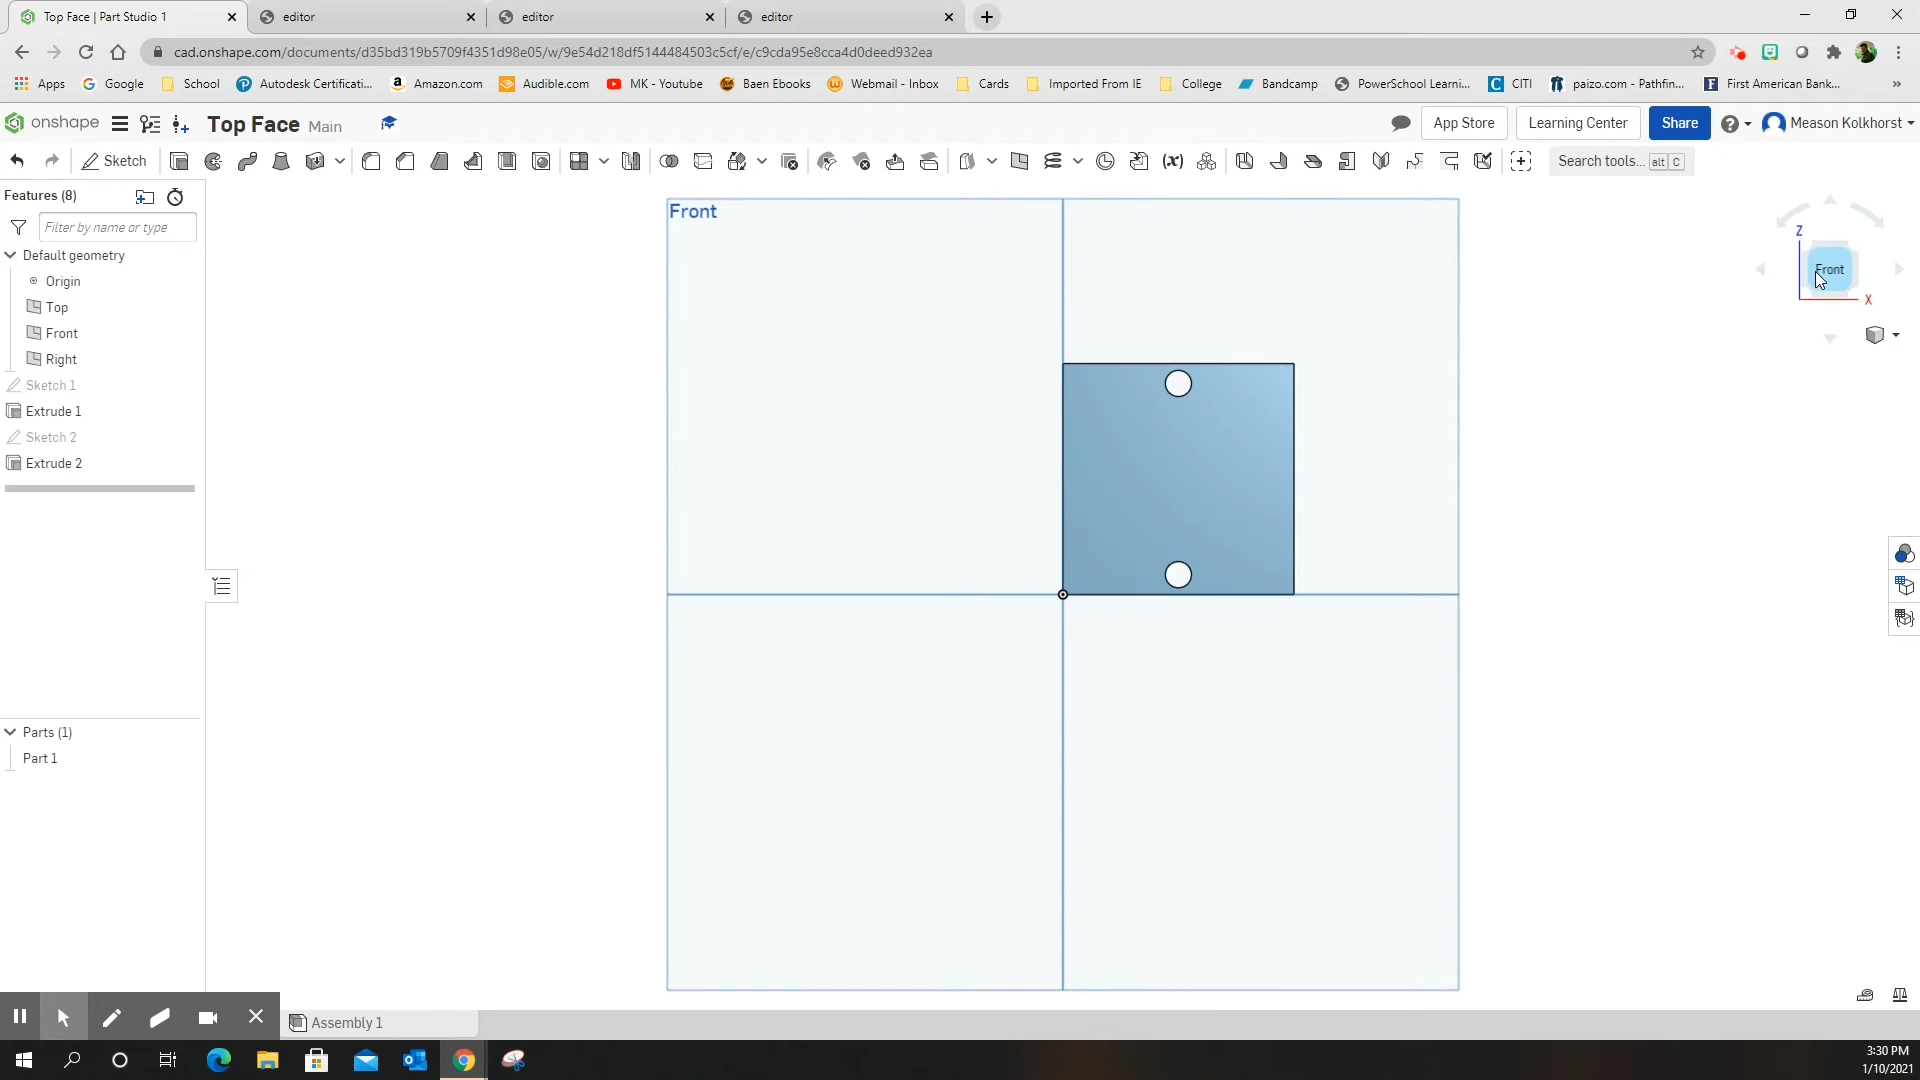 Top Face | Part Studio 1
editor
editor
editor
cad.onshape.com/documents/d35bd319b5709f4351d98e05/w/9e54d218df5144484503c5cf/e/c9cda95e8cca4d0deed932ea
Apps Google School Autodesk Certificati... Amazon.com Audible.com MK - Youtube Baen Ebooks Webmail - Inbox Cards Imported From IE College Bandcamp PowerSchool Learni... CITI paizo.com - Pathfin... First American Bank... »
onshape Top Face Main App Store Learning Center Share Meason Kolkhorst
Sketch Search tools... alt C
Features (8)
Filter by name or type
Default geometry
Origin
Top
Front
Right
Sketch 1
Extrude 1
Sketch 2
Extrude 2
Parts (1)
Part 1
Front
Z
Front
X
Assembly 1
3:30 PM
1/10/2021